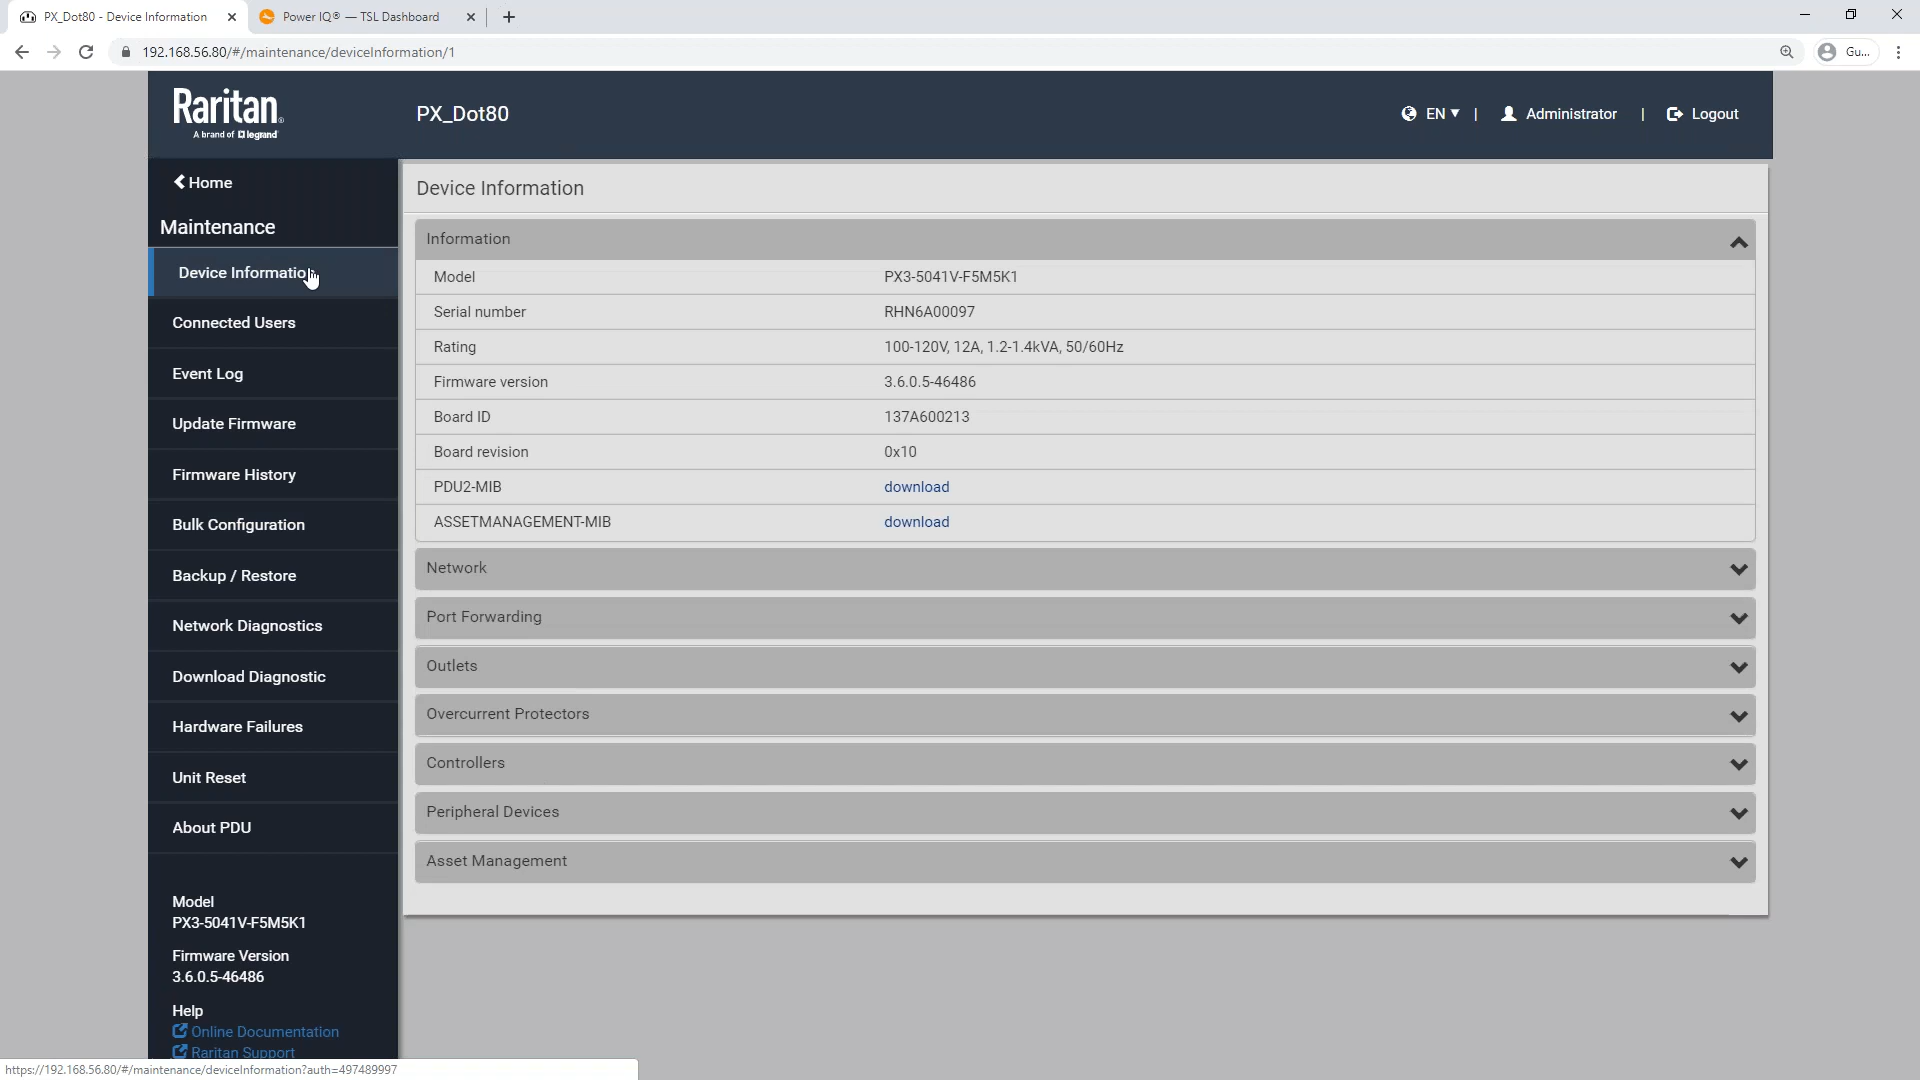 PX_Dot80 - Device Information
Power IQ® — TSL Dashboard
192.168.56.80/#/maintenance/deviceInformation/1
Gu...
Raritan.
A brand of legrand
PX_Dot80
EN
Administrator
Logout
Home
Maintenance
Device Information
Connected Users
Event Log
Update Firmware
Firmware History
Bulk Configuration
Backup / Restore
Network Diagnostics
Download Diagnostic
Hardware Failures
Unit Reset
About PDU
Model
PX3-5041V-F5M5K1
Firmware Version
3.6.0.5-46486
Help
Online Documentation
Raritan Support
Device Information
Information
Model PX3-5041V-F5M5K1
Serial number RHN6A00097
Rating 100-120V, 12A, 1.2-1.4kVA, 50/60Hz
Firmware version 3.6.0.5-46486
Board ID 137A600213
Board revision 0x10
PDU2-MIB download
ASSETMANAGEMENT-MIB download
Network
Port Forwarding
Outlets
Overcurrent Protectors
Controllers
Peripheral Devices
Asset Management
https://192.168.56.80/#/maintenance/deviceInformation?auth=497489997